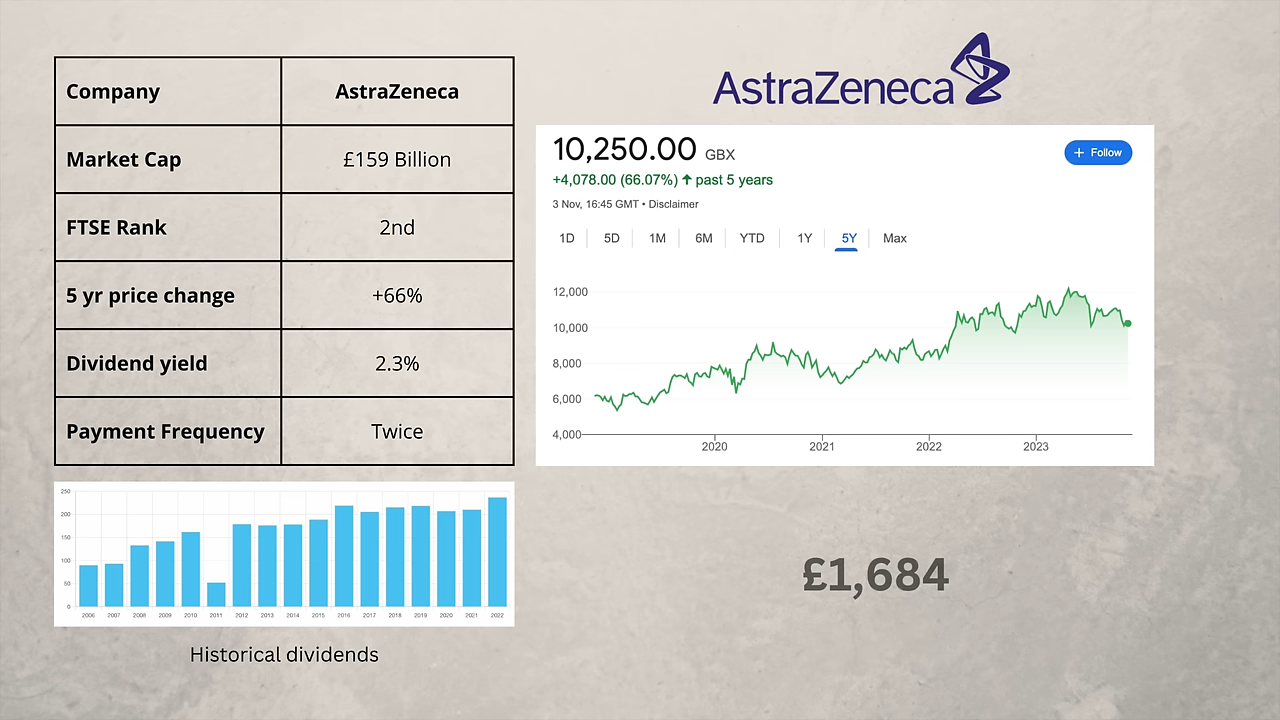 Company AstraZeneca
Market Cap £159 Billion
FTSE Rank 2nd
5 yr price change +66%
Dividend yield 2.3%
Payment Frequency Twice
250
200
150
100
50
0
2006 2007 2008 2009 2010 2011 2012 2013 2014 2015 2016 2017 2018 2019 2020 2021 2022
Historical dividends
AstraZeneca
10,250.00 GBX
+ Follow
+4,078.00 (66.07%) ↑ past 5 years
3 Nov, 16:45 GMT • Disclaimer
1D 5D 1M 6M YTD 1Y 5Y Max
12,000
10,000
8,000
6,000
4,000
2020 2021 2022 2023
£1,684